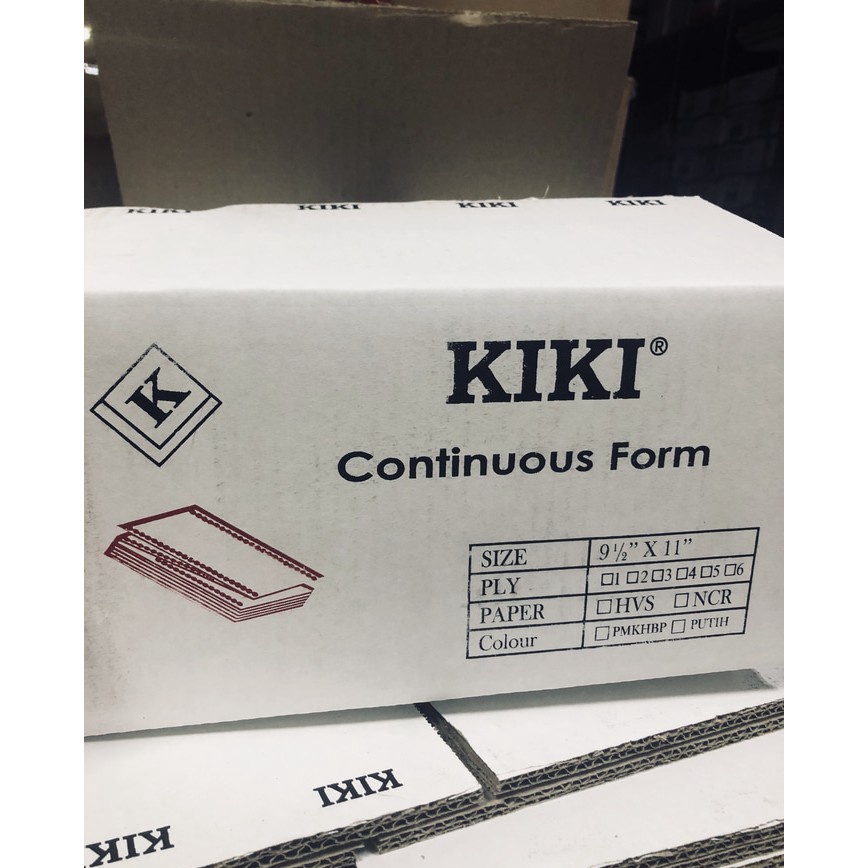 KIKI KIKI KIKI KIKI
K
KIKI®
Continuous Form
SIZE 9 ½" X 11"
PLY ☐1 ☐2 ☐3 ☐4 ☐5 ☐6
PAPER ☐HVS ☐NCR
Colour ☐PMKHBP ☐PUTIH
KIKI
KIKI